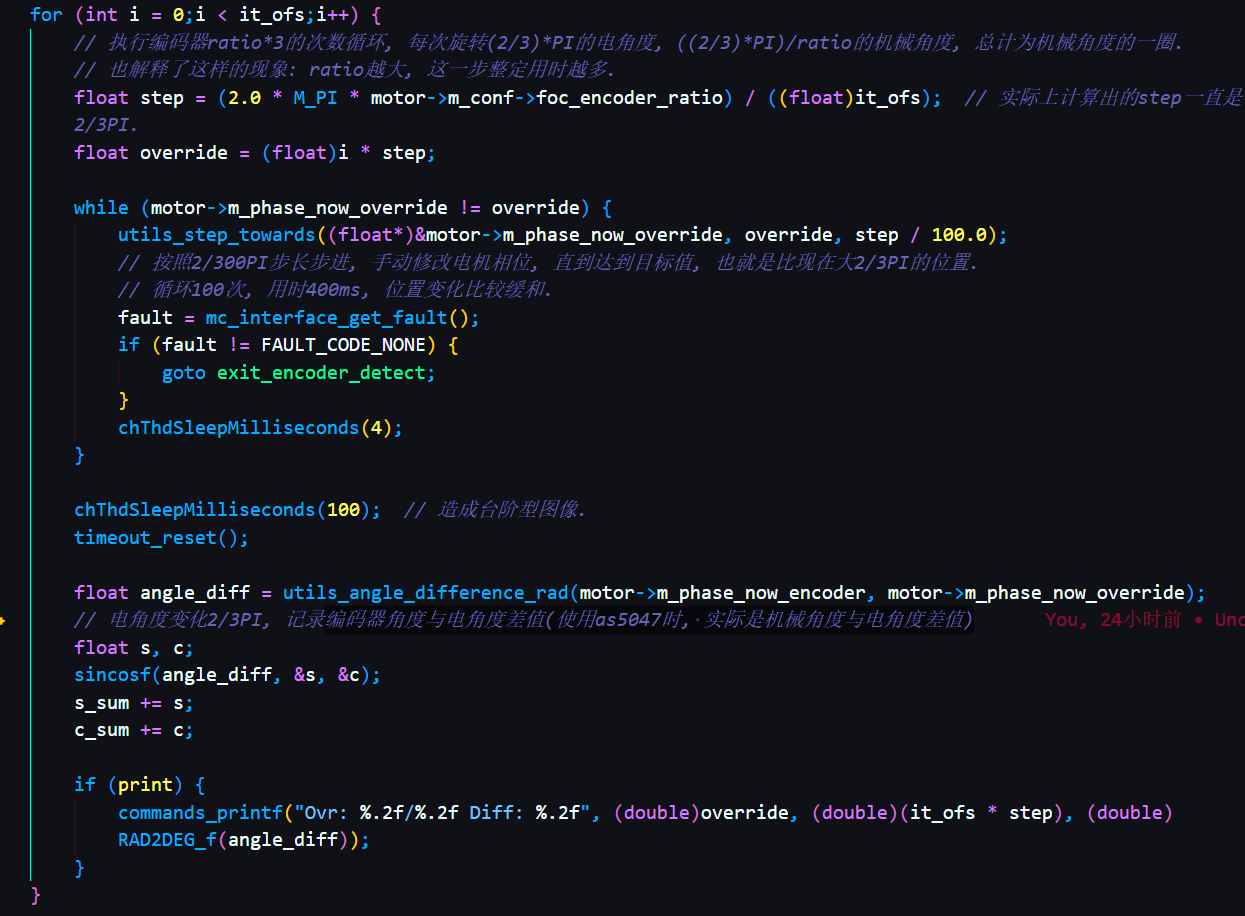 for (int i = 0;i < it_ofs;i++) {
// 执行编码器ratio*3的次数循环, 每次旋转(2/3)*PI的电角度, ((2/3)*PI)/ratio的机械角度, 总计为机械角度的一圈.
// 也解释了这样的现象: ratio越大, 这一步整定用时越多.
float step = (2.0 * M_PI * motor->m_conf->foc_encoder_ratio) / ((float)it_ofs);  // 实际上计算出的step一直是
2/3PI.
float override = (float)i * step;
while (motor->m_phase_now_override != override) {
utils_step_towards((float*)&motor->m_phase_now_override, override, step / 100.0);
// 按照2/300PI步长步进, 手动修改电机相位, 直到达到目标值, 也就是比现在大2/3PI的位置.
// 循环100次, 用时400ms, 位置变化比较缓和.
fault = mc_interface_get_fault();
if (fault != FAULT_CODE_NONE) {
goto exit_encoder_detect;
}
chThdSleepMilliseconds(4);
}
chThdSleepMilliseconds(100);  // 造成台阶型图像.
timeout_reset();
float angle_diff = utils_angle_difference_rad(motor->m_phase_now_encoder, motor->m_phase_now_override);
// 电角度变化2/3PI, 记录编码器角度与电角度差值(使用as5047时, 实际是机械角度与电角度差值) You, 24小时前 • Unc
float s, c;
sincosf(angle_diff, &s, &c);
s_sum += s;
c_sum += c;
if (print) {
commands_printf("Ovr: %.2f/%.2f Diff: %.2f", (double)override, (double)(it_ofs * step), (double)
RAD2DEG_f(angle_diff));
}
}